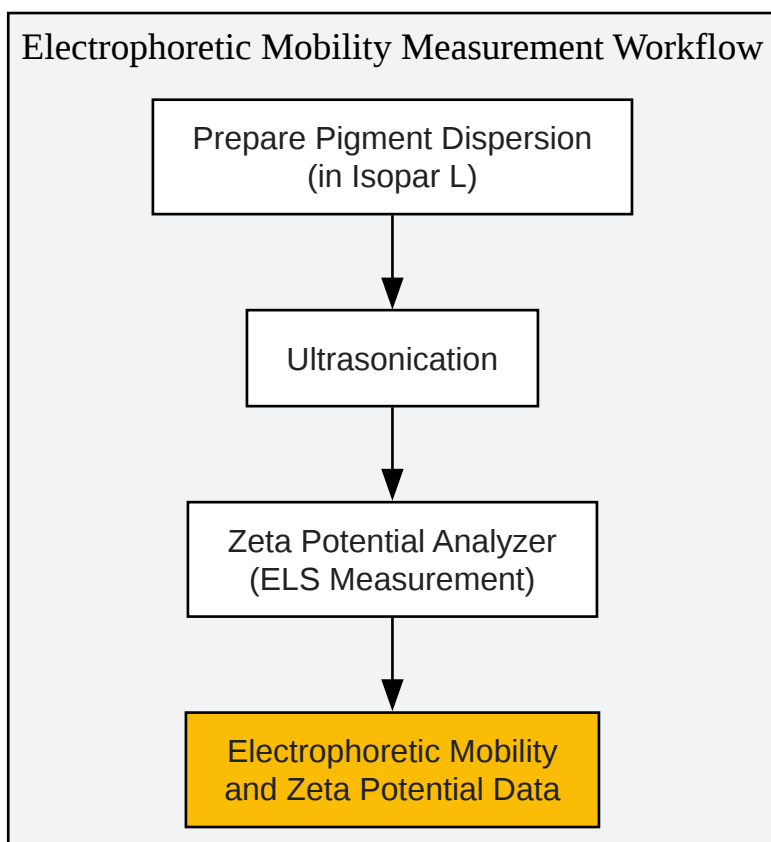 Electrophoretic Mobility Measurement Workflow
Prepare Pigment Dispersion
(in Isopar L)
Ultrasonication
Zeta Potential Analyzer
(ELS Measurement)
Electrophoretic Mobility
and Zeta Potential Data